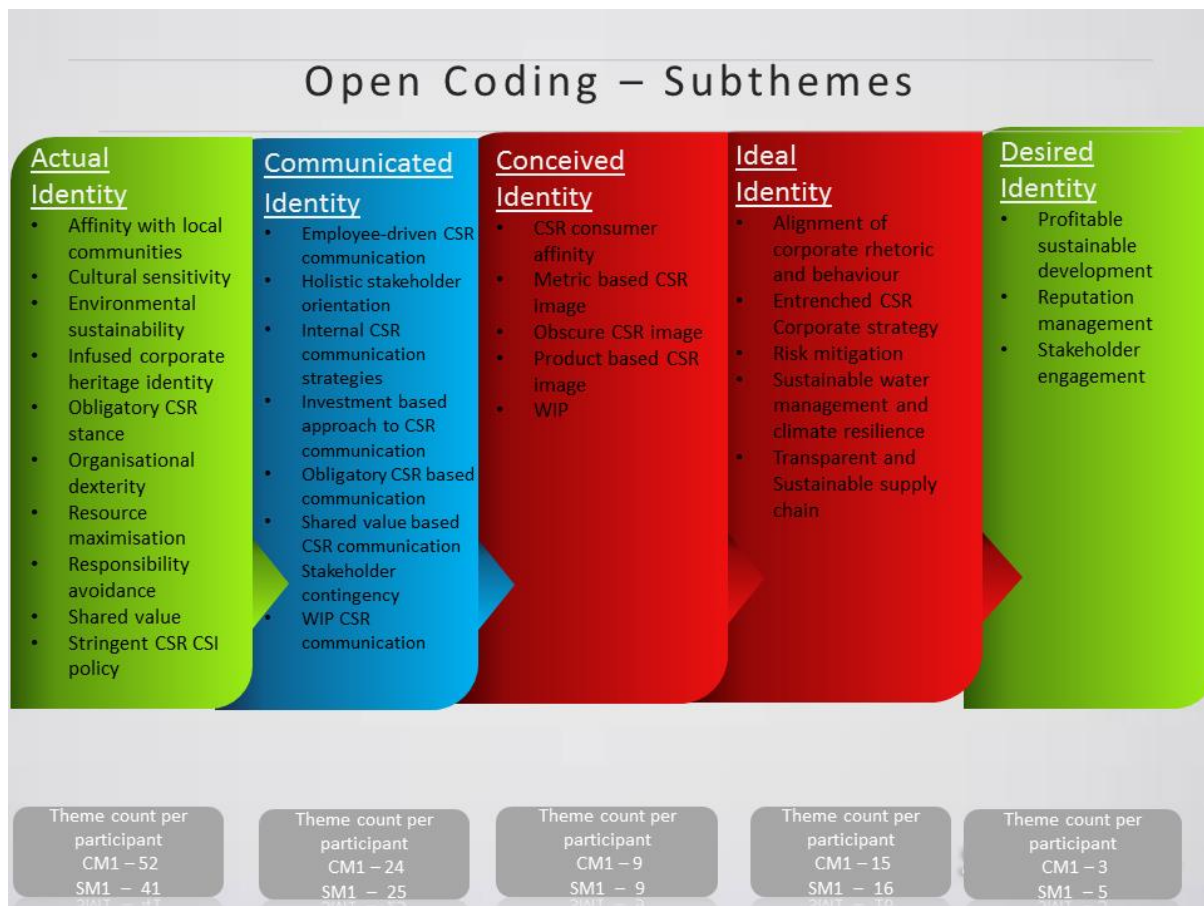 Open Coding – Subthemes
Actual
Identity
• Affinity with local
communities
• Cultural sensitivity
• Environmental
sustainability
• Infused corporate
heritage identity
• Obligatory CSR
stance
• Organisational
dexterity
• Resource
maximisation
• Responsibility
avoidance
• Shared value
• Stringent CSR CSI
policy
Communicated
Identity
• Employee-driven CSR
communication
• Holistic stakeholder
orientation
• Internal CSR
communication
strategies
• Investment based
approach to CSR
communication
• Obligatory CSR based
communication
• Shared value based
CSR communication
• Stakeholder
contingency
• WIP CSR
communication
Conceived
Identity
• CSR consumer
affinity
• Metric based CSR
image
• Obscure CSR image
• Product based CSR
image
• WIP
Ideal
Identity
• Alignment of
corporate rhetoric
and behaviour
• Entrenched CSR
Corporate strategy
• Risk mitigation
• Sustainable water
management and
climate resilience
• Transparent and
Sustainable supply
chain
Desired
Identity
• Profitable
sustainable
development
• Reputation
management
• Stakeholder
engagement
Theme count per
participant
CM1 – 52
SM1 – 41
Theme count per
participant
CM1 – 24
SM1 – 25
Theme count per
participant
CM1 – 9
SM1 – 9
Theme count per
participant
CM1 – 15
SM1 – 16
Theme count per
participant
CM1 – 3
SM1 – 5